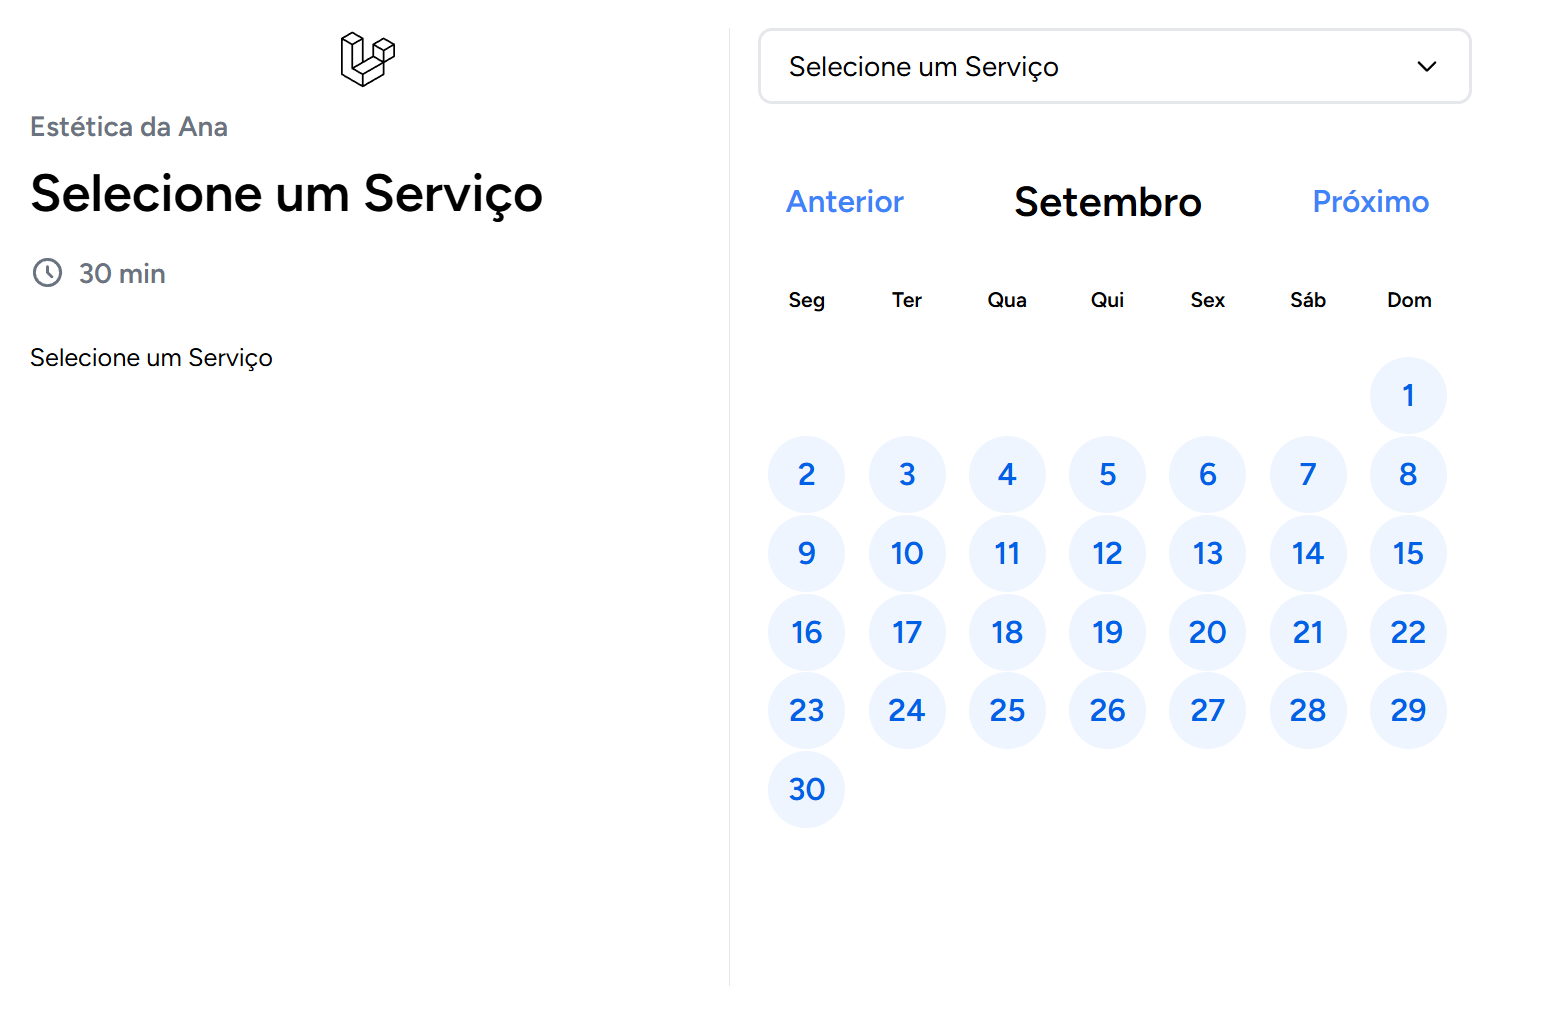 Estética da Ana
Selecione um Serviço
30 min
Selecione um Serviço
Selecione um Serviço
Anterior Setembro Próximo
Seg Ter Qua Qui Sex Sáb Dom
1
2 3 4 5 6 7 8
9 10 11 12 13 14 15
16 17 18 19 20 21 22
23 24 25 26 27 28 29
30